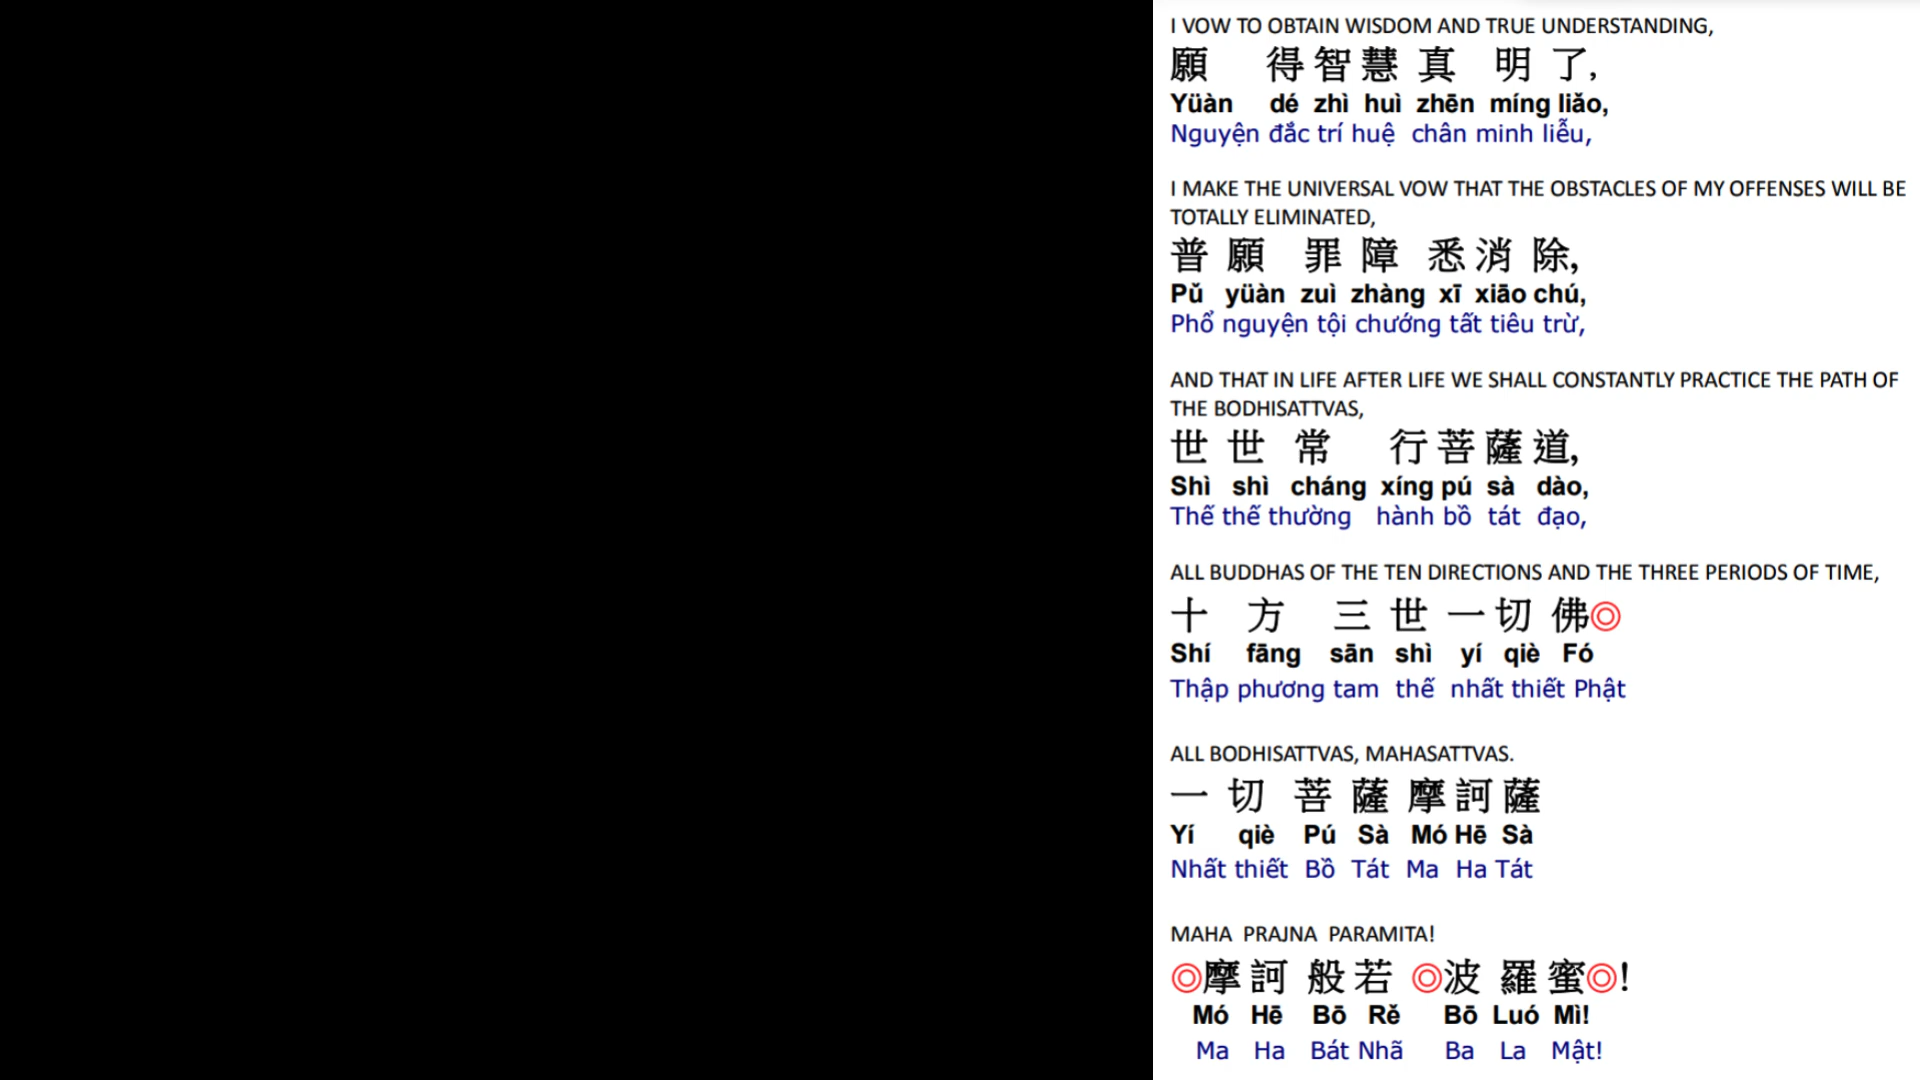 I VOW TO OBTAIN WISDOM AND TRUE UNDERSTANDING,
願 得 智 慧 真 明 了,
Yüàn dé zhì huì zhēn míng liǎo,
Nguyện đắc trí huệ chân minh liễu,
I MAKE THE UNIVERSAL VOW THAT THE OBSTACLES OF MY OFFENSES WILL BE
TOTALLY ELIMINATED,
普 願 罪 障 悉 消 除,
Pǔ yüàn zuì zhàng xī xiāo chú,
Phổ nguyện tội chướng tất tiêu trừ,
AND THAT IN LIFE AFTER LIFE WE SHALL CONSTANTLY PRACTICE THE PATH OF
THE BODHISATTVAS,
世 世 常 行 菩 薩 道,
Shì shì cháng xíng pú sà dào,
Thế thế thường hành bồ tát đạo,
ALL BUDDHAS OF THE TEN DIRECTIONS AND THE THREE PERIODS OF TIME,
十 方 三 世 一 切 佛◎
Shí fāng sān shì yí qiè Fó
Thập phương tam thế nhất thiết Phật
ALL BODHISATTVAS, MAHASATTVAS.
一 切 菩 薩 摩 訶 薩
Yí qiè Pú Sà Mó Hē Sà
Nhất thiết Bồ Tát Ma Ha Tát
MAHA PRAJNA PARAMITA!
◎摩 訶 般 若 ◎波 羅 蜜◎!
Mó Hē Bō Rě Bō Luó Mì!
Ma Ha Bát Nhã Ba La Mật!